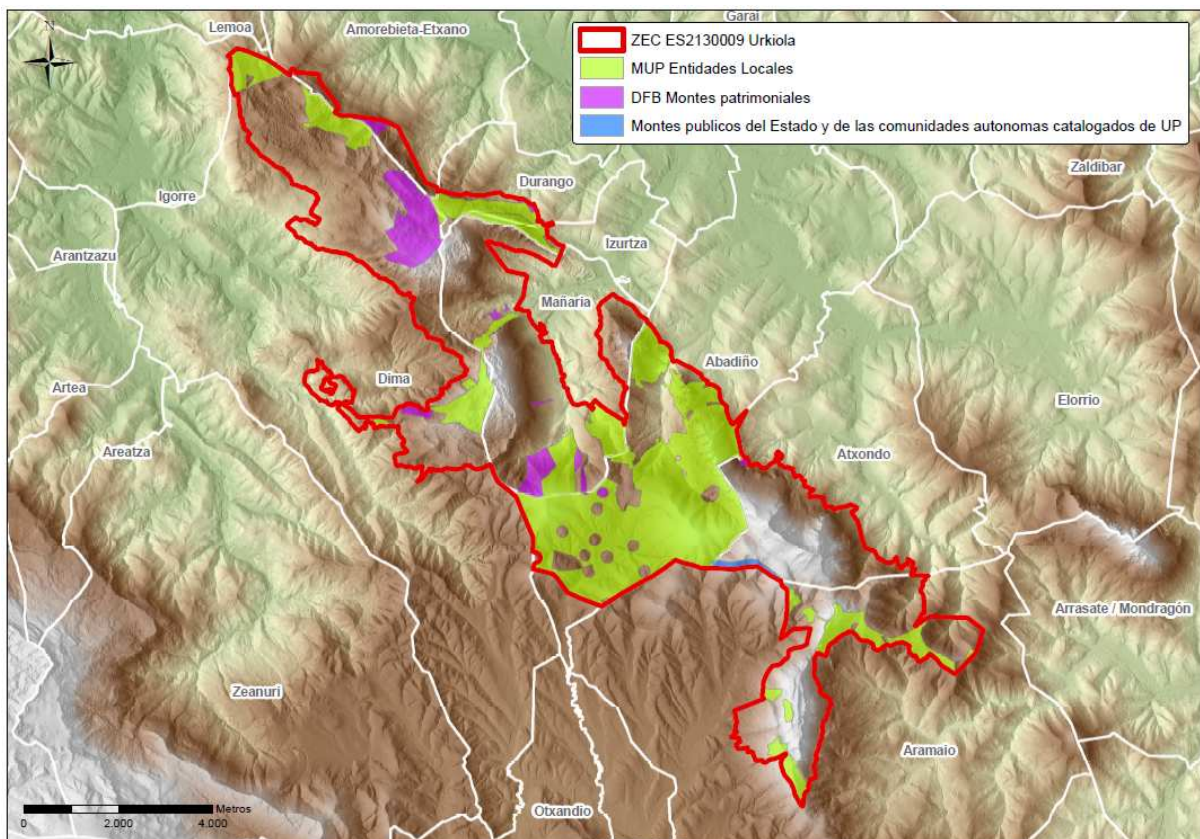 N
Lemoa
Amorebieta-Etxano
Garai
ZEC ES2130009 Urkiola
MUP Entidades Locales
DFB Montes patrimoniales
Montes publicos del Estado y de las comunidades autonomas catalogados de UP
Zaldibar
Durango
Igorre
Izurtza
Arantzazu
Mañaria
Abadiño
Dima
Artea
Elorrio
Areatza
Atxondo
Arrasate / Mondragón
Zeanuri
Aramaio
Otxandio
Metros
0 2.000 4.000